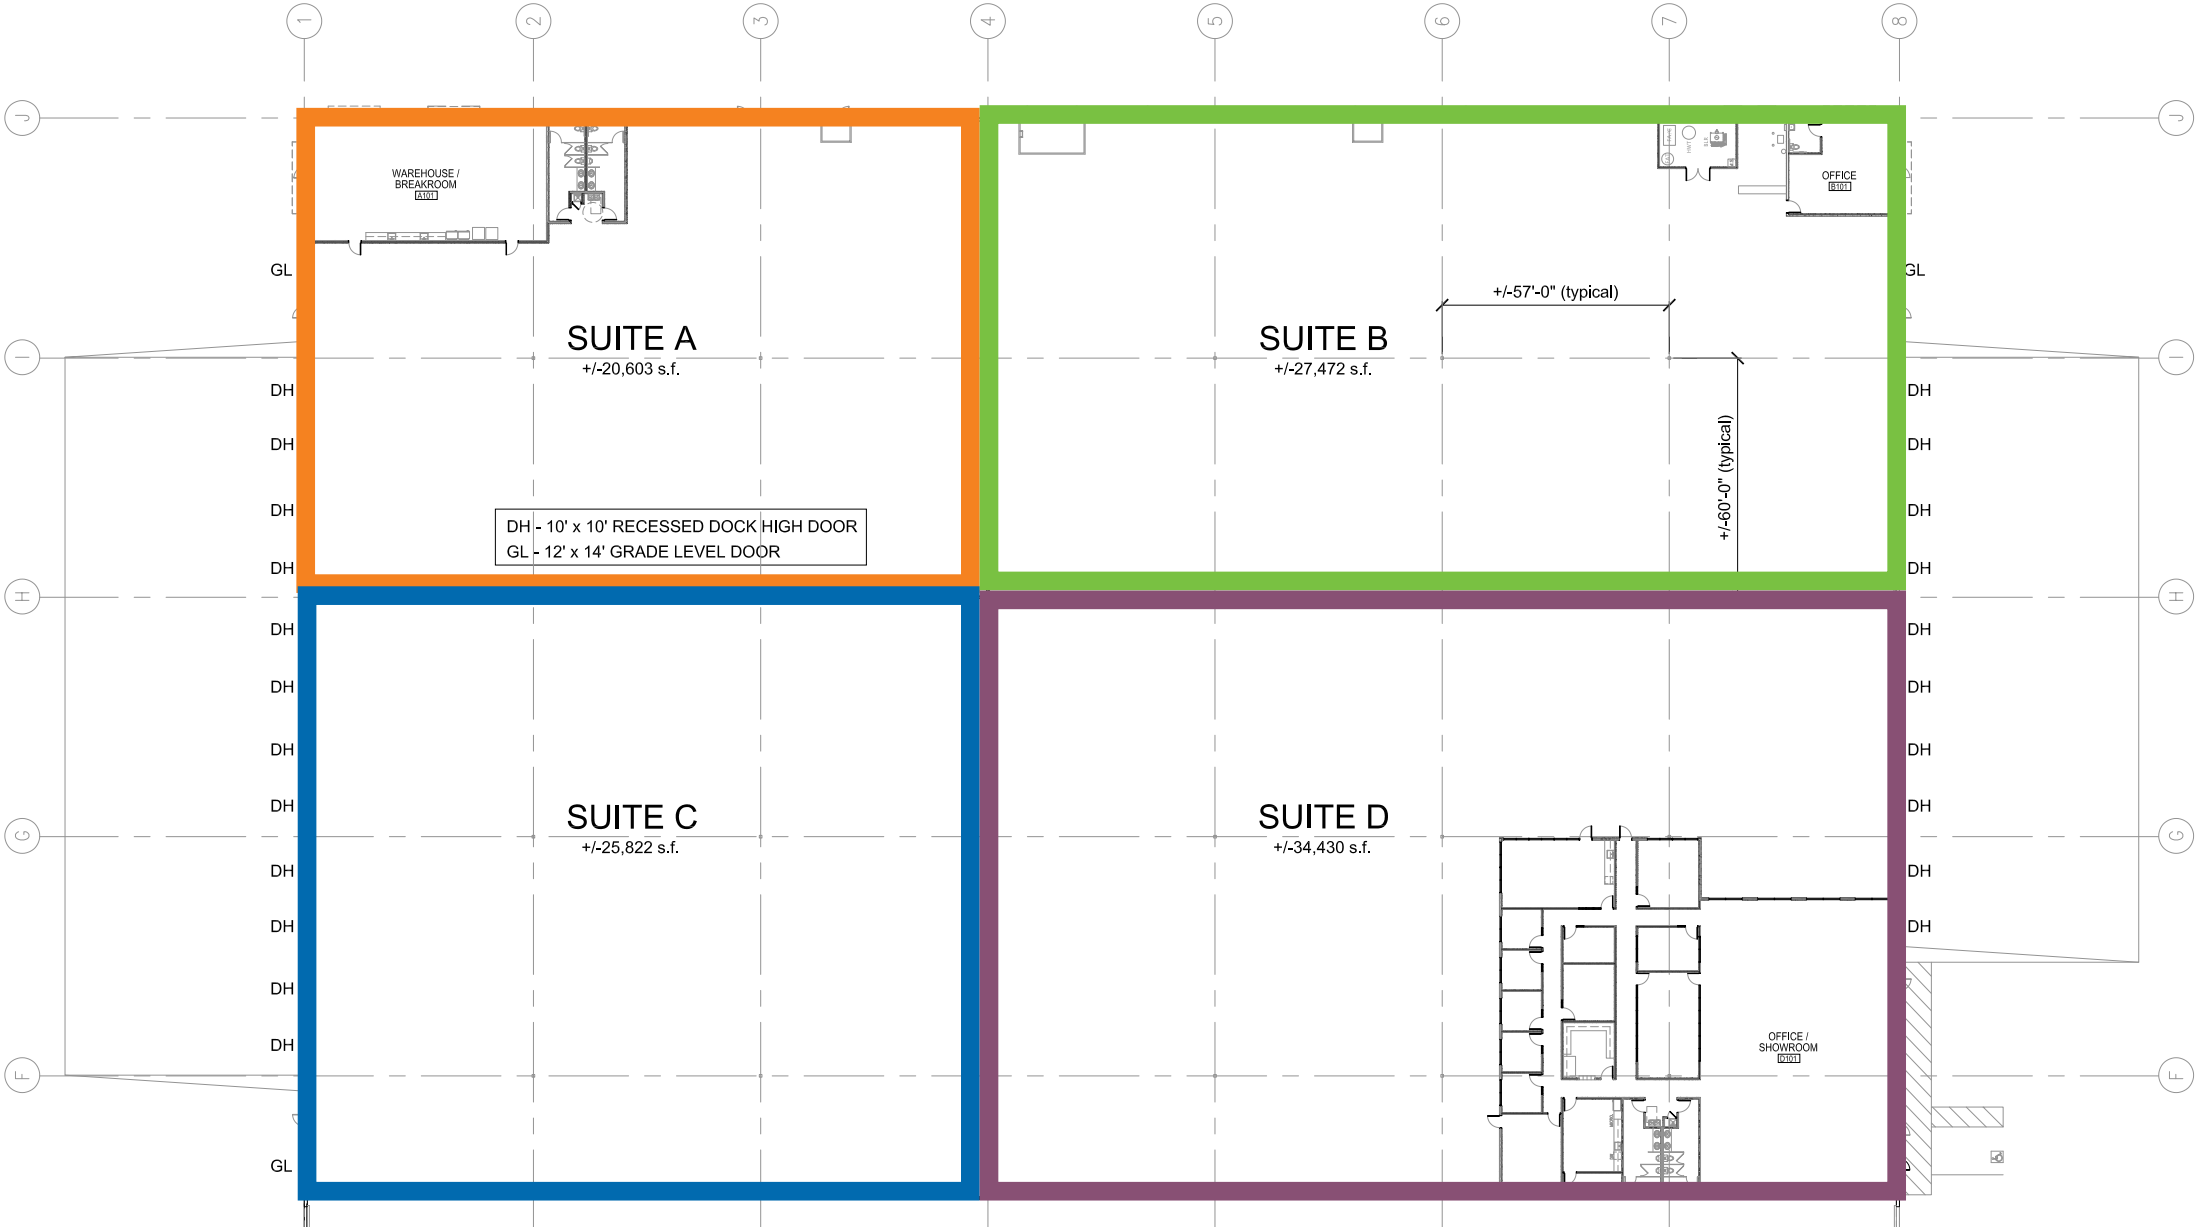 1
2
3
4
5
6
7
8
J
J
WAREHOUSE /
BREAKROOM
A101
HWT
OFFICE
B101
GL
GL
+/-57'-0" (typical)
SUITE A
+/-20,603 s.f.
SUITE B
+/-27,472 s.f.
I
I
DH
DH
DH
DH
+/-60'-0" (typical)
DH
DH
DH - 10' x 10' RECESSED DOCK HIGH DOOR
GL - 12' x 14' GRADE LEVEL DOOR
DH
DH
H
H
DH
DH
DH
DH
DH
DH
SUITE C
+/-25,822 s.f.
SUITE D
+/-34,430 s.f.
DH
DH
G
G
DH
DH
DH
DH
DH
DH
OFFICE /
SHOWROOM
D101
F
F
GL